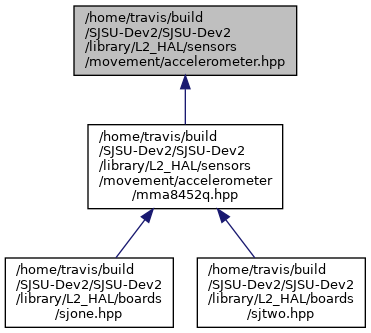 /home/travis/build
/SJSU-Dev2/SJSU-Dev2
/library/L2_HAL/sensors
/movement/accelerometer.hpp
/home/travis/build
/SJSU-Dev2/SJSU-Dev2
/library/L2_HAL/sensors
/movement/accelerometer
/mma8452q.hpp
/home/travis/build
/SJSU-Dev2/SJSU-Dev2
/library/L2_HAL/boards
/sjone.hpp
/home/travis/build
/SJSU-Dev2/SJSU-Dev2
/library/L2_HAL/boards
/sjtwo.hpp